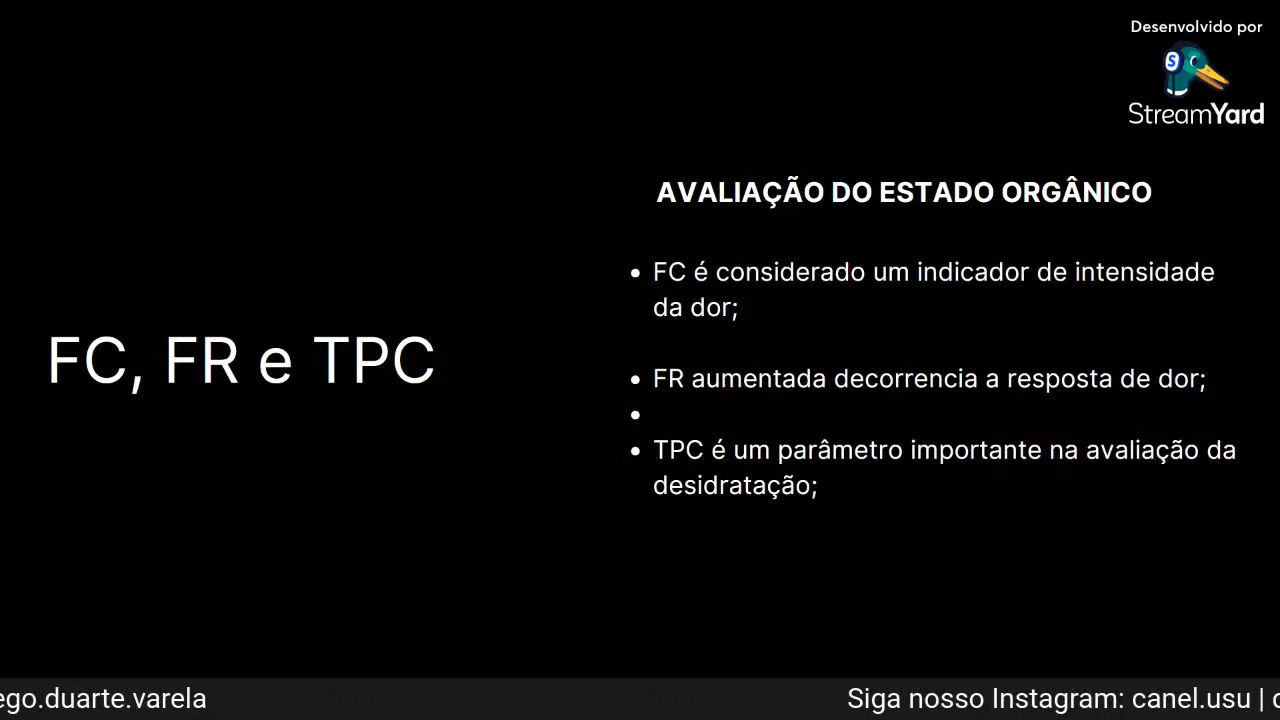 Desenvolvido por
StreamYard
AVALIAÇÃO DO ESTADO ORGÂNICO
• FC é considerado um indicador de intensidade
da dor;
FC, FR e TPC
• FR aumentada decorrencia a resposta de dor;
•
• TPC é um parâmetro importante na avaliação da
desidratação;
ego.duarte.varela
Siga nosso Instagram: canel.usu |